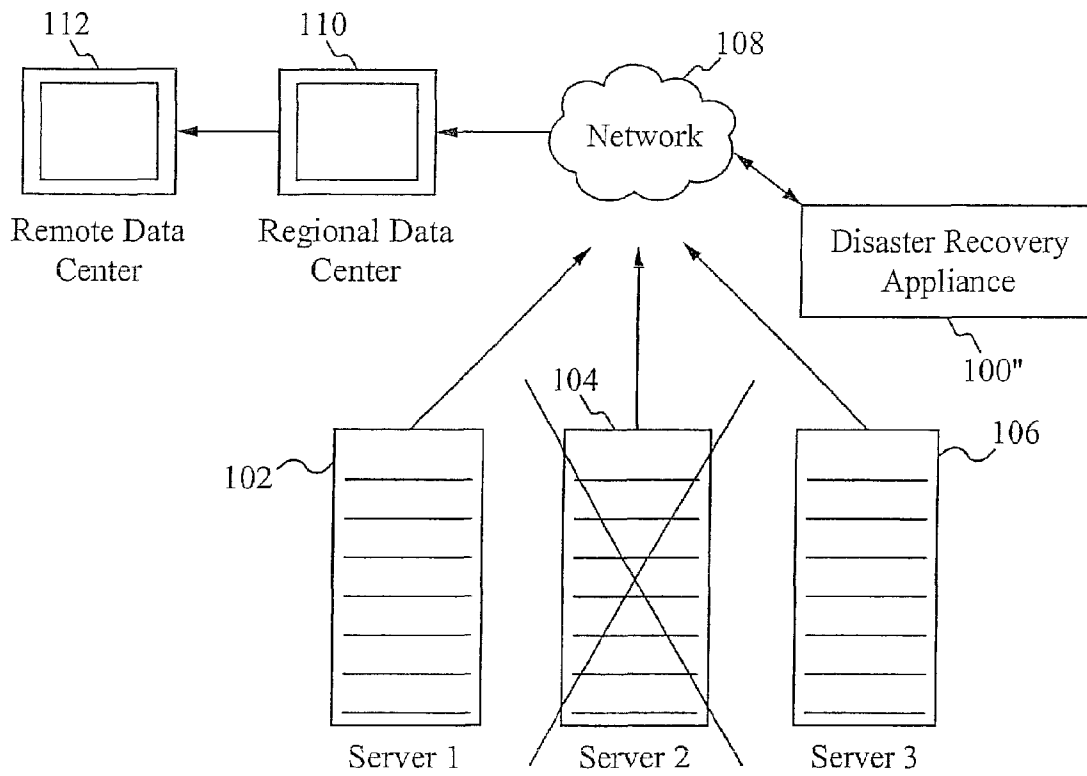 112
110
108
Network
Remote Data
Center
Regional Data
Center
Disaster Recovery
Appliance
100"
104
102
106
Server 1
Server 2
Server 3